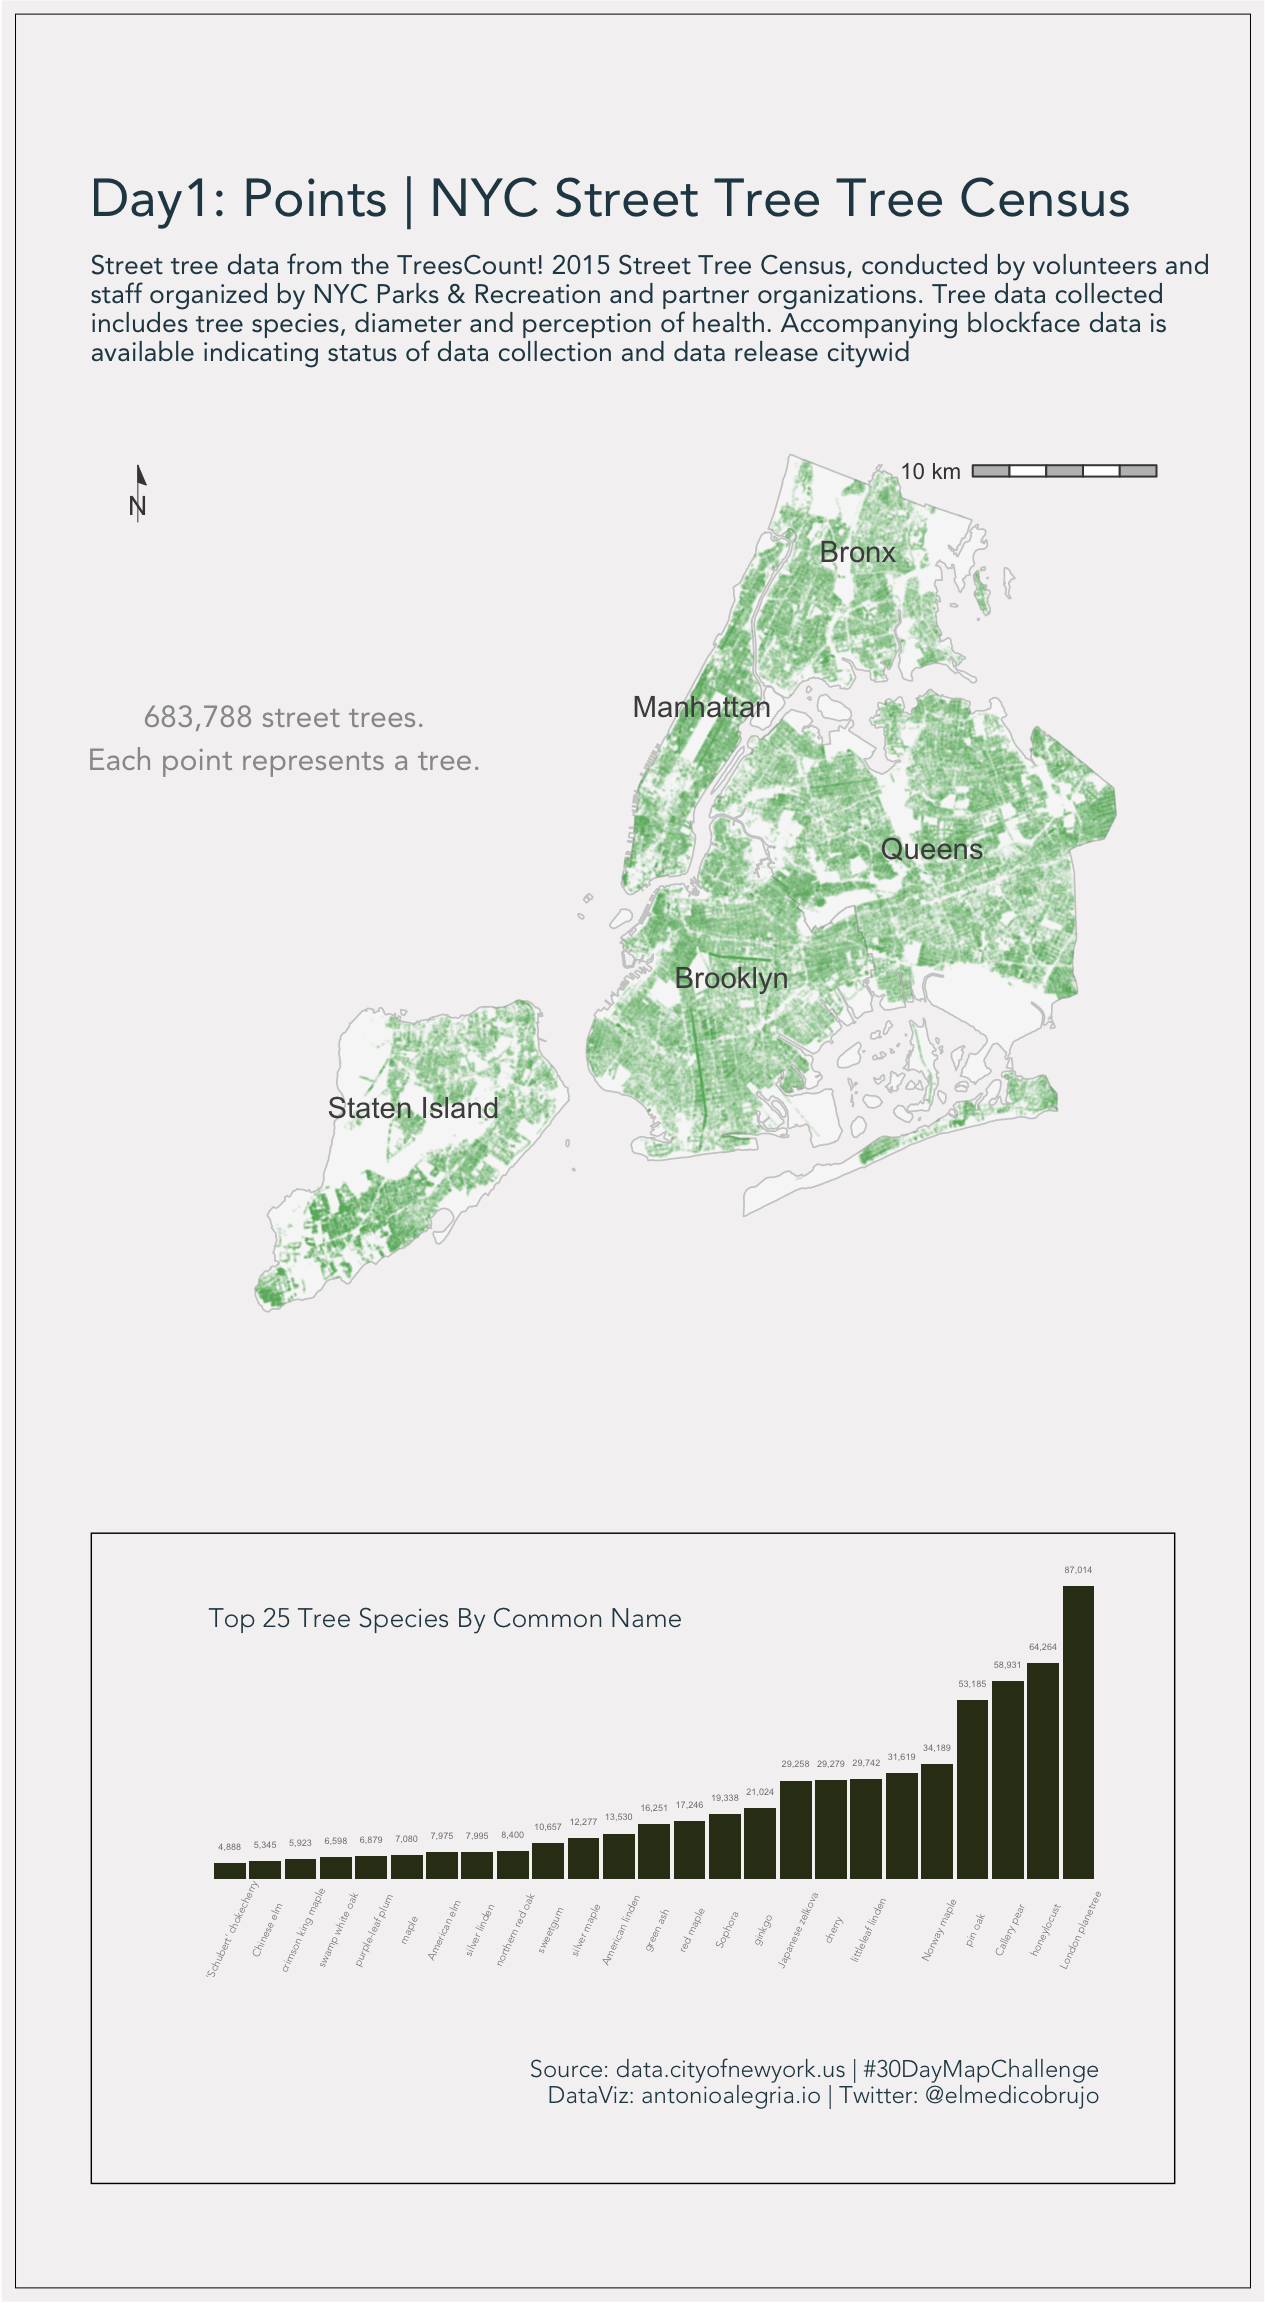 Day1: Points | NYC Street Tree Tree Census
Street tree data from the TreesCount! 2015 Street Tree Census, conducted by volunteers and
staff organized by NYC Parks & Recreation and partner organizations. Tree data collected
includes tree species, diameter and perception of health. Accompanying blockface data is
available indicating status of data collection and data release citywid
N
10 km
Bronx
Manhattan
683,788 street trees.
Each point represents a tree.
Queens
Brooklyn
Staten Island
Top 25 Tree Species By Common Name
4,888
5,345
5,923
6,598
6,879
7,080
7,975
7,995
8,400
10,657
12,277
13,530
16,251
17,246
19,338
21,024
29,258
29,279
29,742
31,619
34,189
53,185
58,931
64,264
87,014
'Schubert' chokecherry
Chinese elm
crimson king maple
swamp white oak
purple-leaf plum
maple
American elm
silver linden
northern red oak
sweetgum
silver maple
American linden
green ash
red maple
Sophora
ginkgo
Japanese zelkova
cherry
littleleaf linden
Norway maple
pin oak
Callery pear
honeylocust
London planetree
Source: data.cityofnewyork.us | #30DayMapChallenge
DataViz: antonioalegria.io | Twitter: @elmedicobrujo